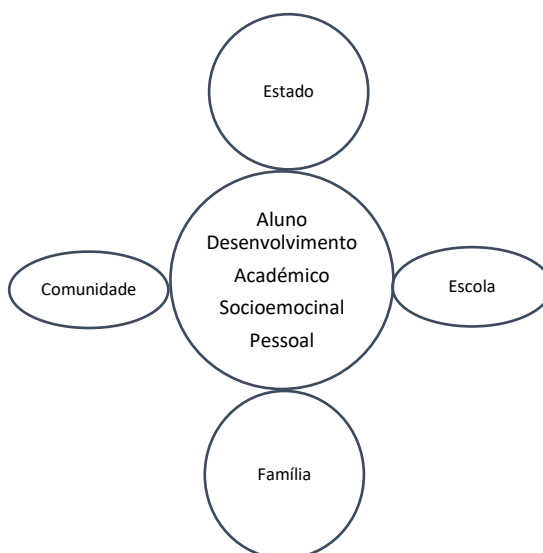 Estado
Aluno
Desenvolvimento
Académico
Socioemocinal
Pessoal
Comunidade
Escola
Família